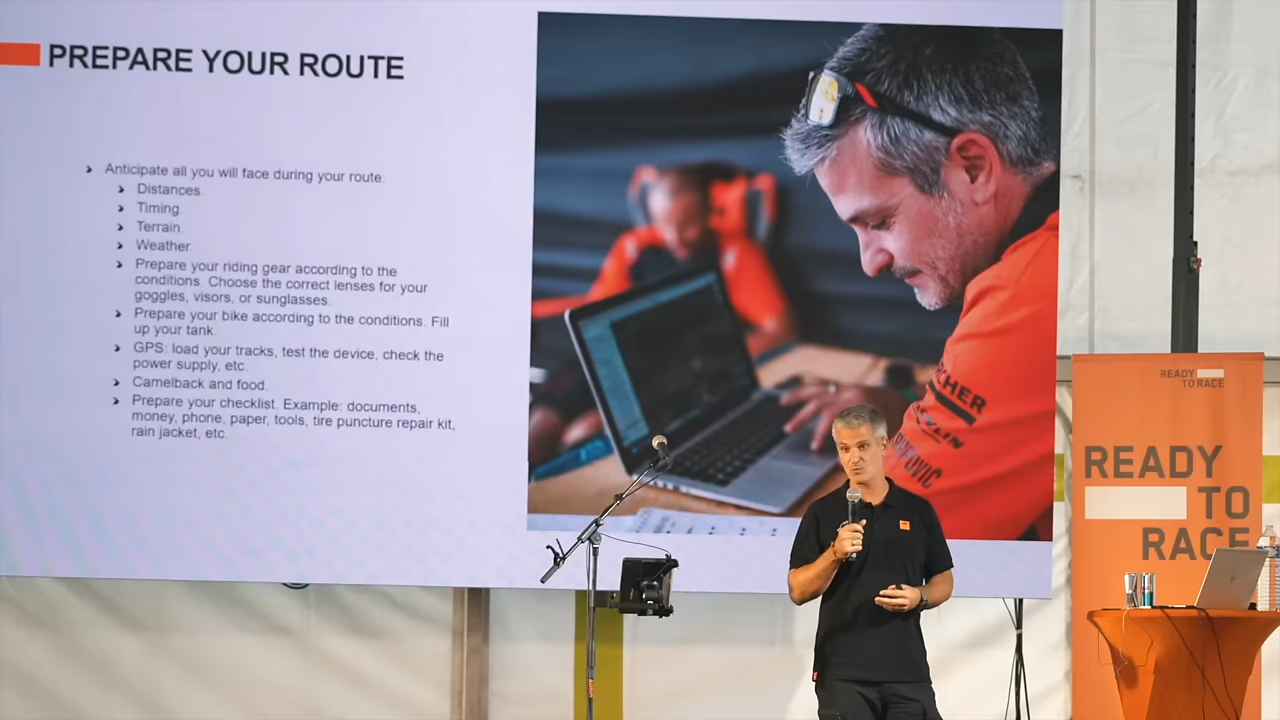 PREPARE YOUR ROUTE
Anticipate all you will face during your route:
Distances.
Timing.
Terrain.
Weather.
Prepare your riding gear according to the
conditions. Choose the correct lenses for your
goggles, visors, or sunglasses.
Prepare your bike according to the conditions. Fill
up your tank.
GPS: load your tracks, test the device, check the
power supply, etc.
Camelback and food.
Prepare your checklist. Example: documents,
money, phone, paper, tools, tire puncture repair kit,
rain jacket, etc.
READY
TO RACE
READY
TO
RACE